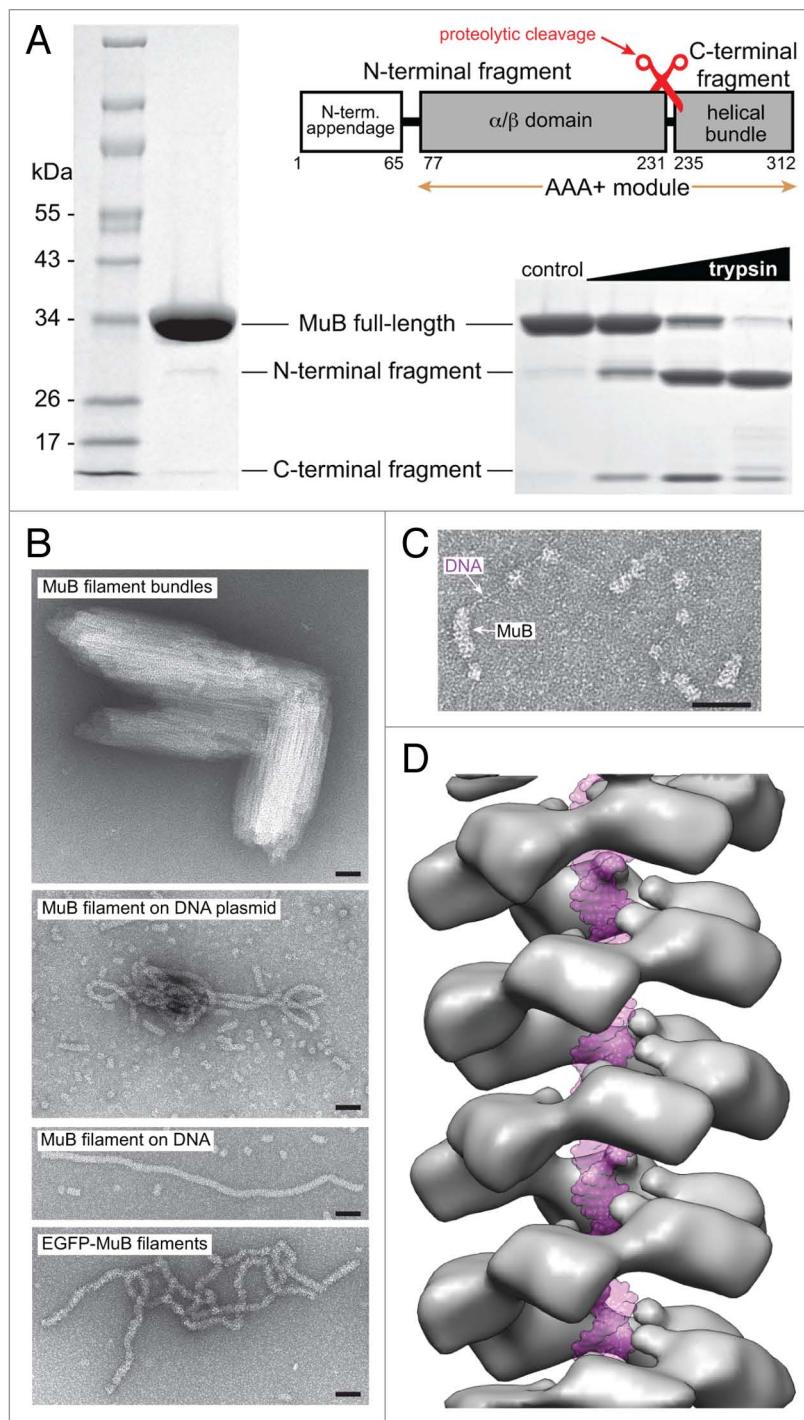 A
proteolytic cleavage
N-terminal fragment
C-terminal
fragment
N-term.
appendage
α/β domain
helical
bundle
1 65 77 231 235 312
AAA+ module
kDa
55 -
43 -
34 -
26 -
17 -
control
trypsin
MuB full-length
N-terminal fragment
C-terminal fragment
B
MuB filament bundles
MuB filament on DNA plasmid
MuB filament on DNA
EGFP-MuB filaments
C
DNA
MuB
D